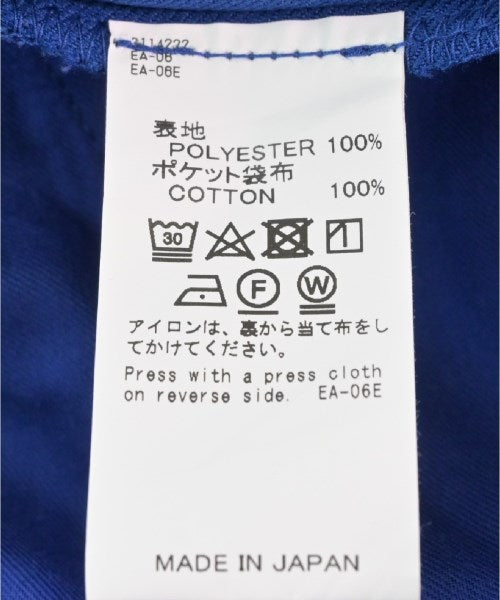 3114222
EA-06
EA-06E
表地
POLYESTER 100%
ポケット袋布
COTTON 100%
30
F W
アイロンは、裏から当て布をし
てかけてください。
Press with a press cloth
on reverse side. EA-06E
MADE IN JAPAN